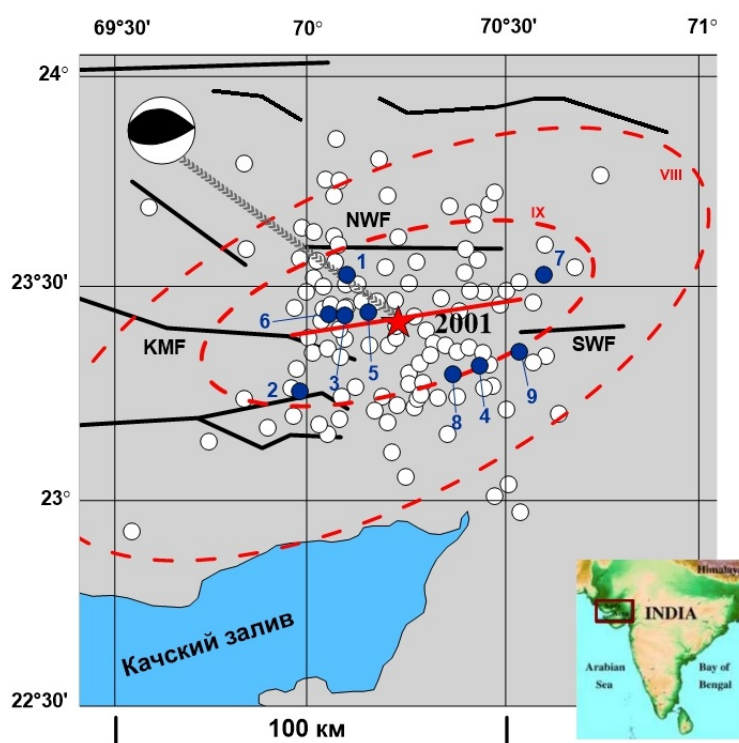 69°30' 70° 70°30' 71°
24°
VIII
NWF
IX
1
7
23°30'
6
2001
KMF
SWF
3
5
2
8
4
9
23°
Himalaya
INDIA
Качский залив
Arabian
Sea
Bay of
Bengal
22°30'
100 км